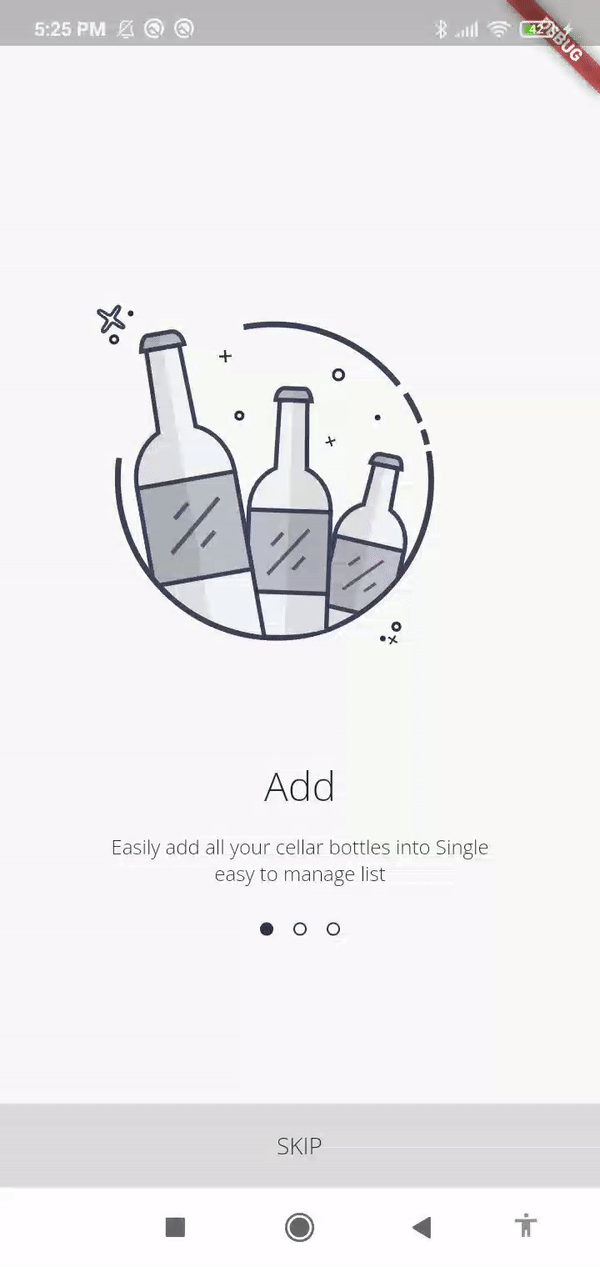 5:25 PM
42
DEBUG
Add
Easily add all your cellar bottles into Single
easy to manage list
SKIP